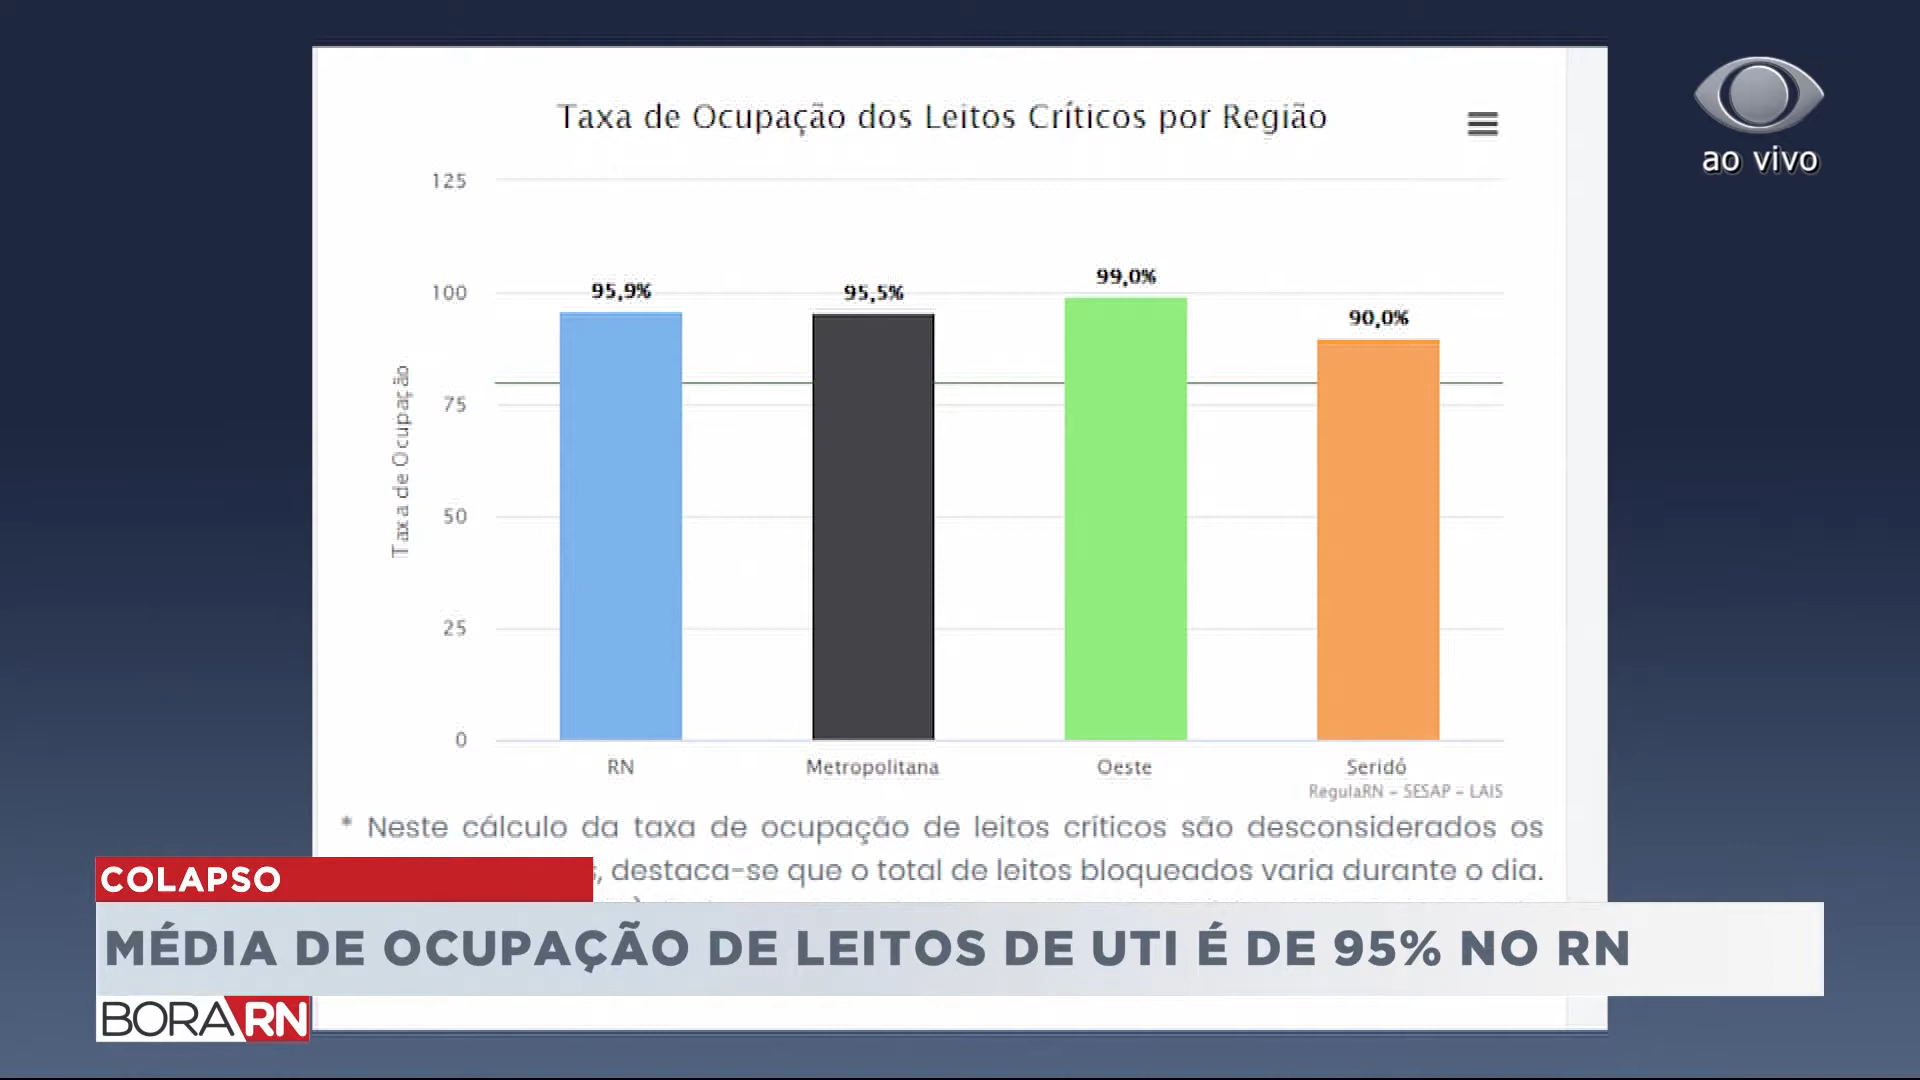 Taxa de Ocupação dos Leitos Críticos por Região
ao vivo
125
100
75
50
25
0
Taxa de Ocupação
95,9%
95,5%
99,0%
90,0%
RN
Metropolitana
Oeste
Seridó
RegulaRN - SESAP - LAIS
* Neste cálculo da taxa de ocupação de leitos críticos são desconsiderados os
, destaca-se que o total de leitos bloqueados varia durante o dia.
COLAPSO
MÉDIA DE OCUPAÇÃO DE LEITOS DE UTI É DE 95% NO RN
BORA RN